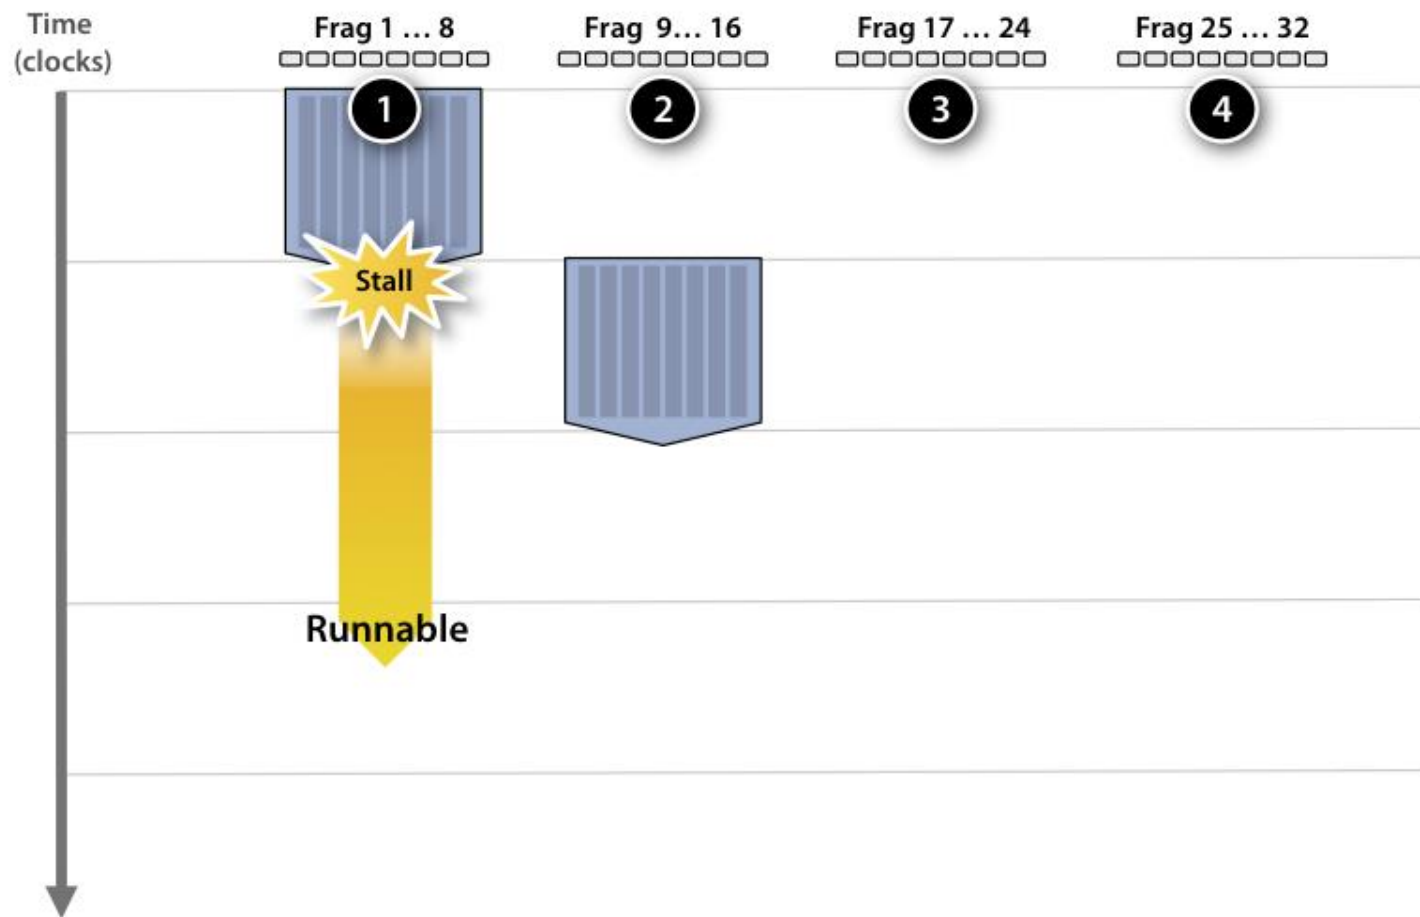 Time
(clocks)
Frag 1 … 8
Frag 9… 16
Frag 17 … 24
Frag 25 … 32
1
2
3
4
Stall
Runnable